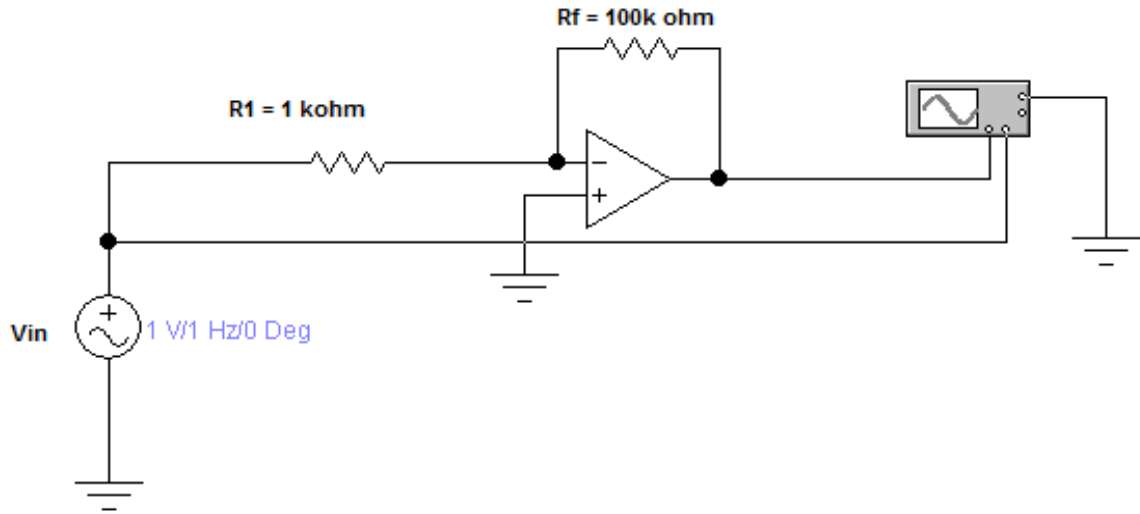 Rf = 100k ohm
R1 = 1 kohm
Vin
1 V/1 Hz/0 Deg